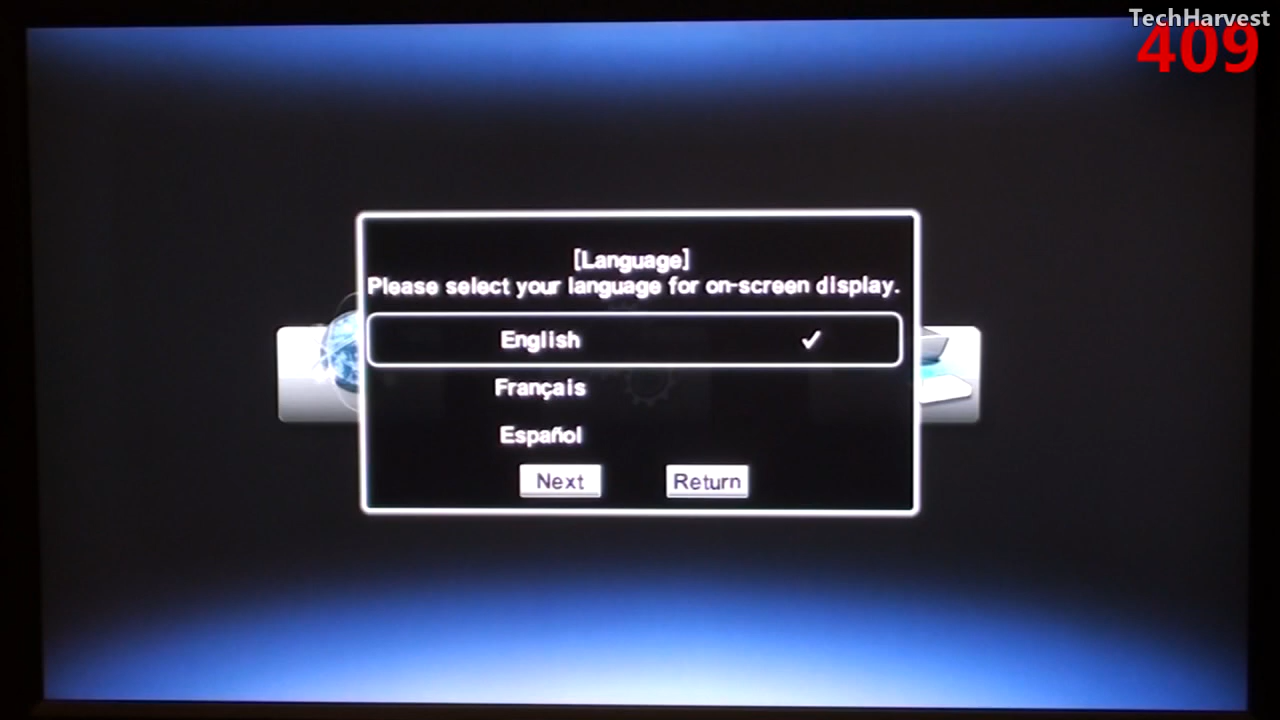 TechHarvest
409
[Language]
Please select your language for on-screen display.
English ✓
Français
Español
Next Return